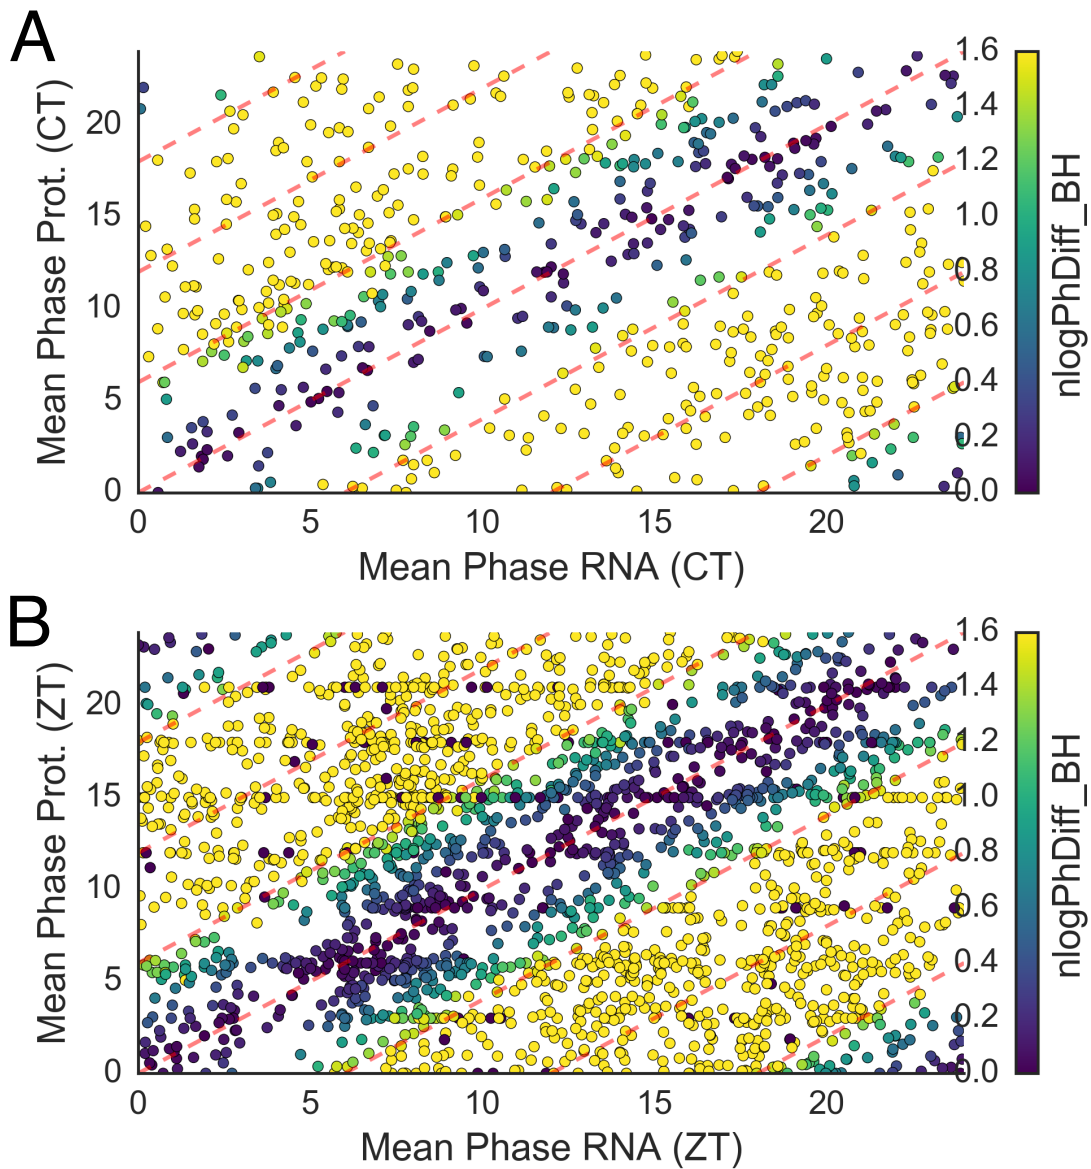 A
Mean Phase Prot. (CT)
20
15
10
5
0
0 5 10 15 20
Mean Phase RNA (CT)
1.6
1.4
1.2
1.0
0.8
0.6
0.4
0.2
0.0
nlogPhDiff_BH
B
Mean Phase Prot. (ZT)
20
15
10
5
0
0 5 10 15 20
Mean Phase RNA (ZT)
1.6
1.4
1.2
1.0
0.8
0.6
0.4
0.2
0.0
nlogPhDiff_BH